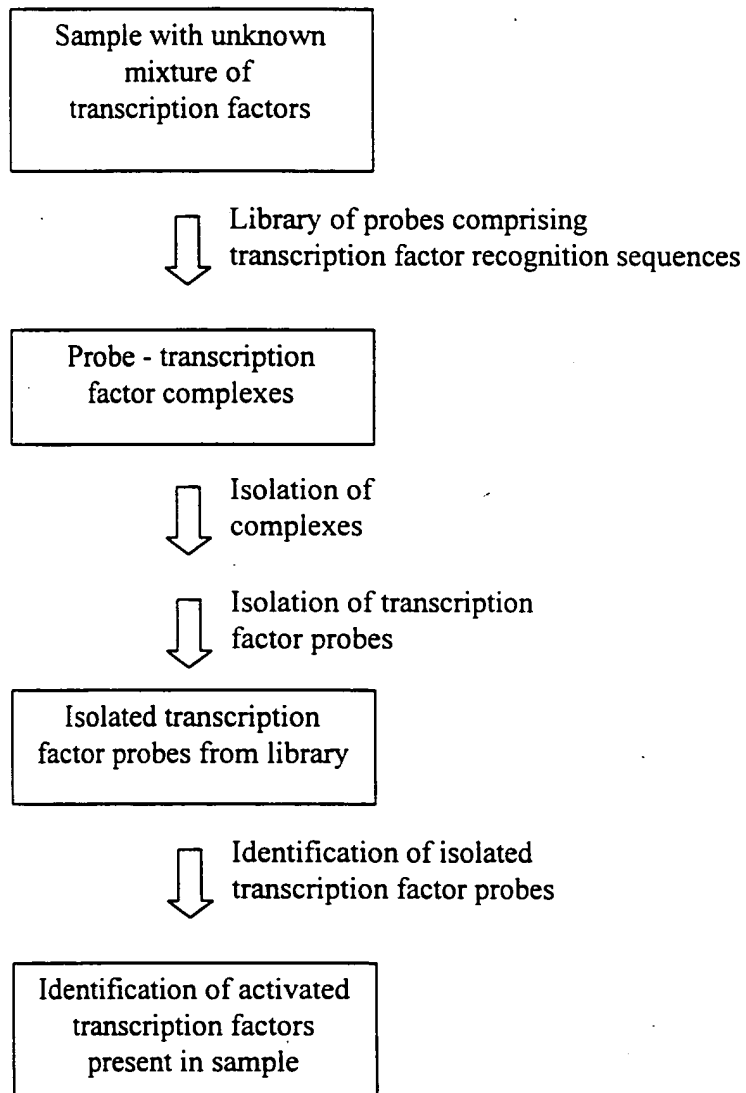 Sample with unknown
mixture of
transcription factors
Library of probes comprising
transcription factor recognition sequences
Probe - transcription
factor complexes
Isolation of
complexes
Isolation of transcription
factor probes
Isolated transcription
factor probes from library
Identification of isolated
transcription factor probes
Identification of activated
transcription factors
present in sample